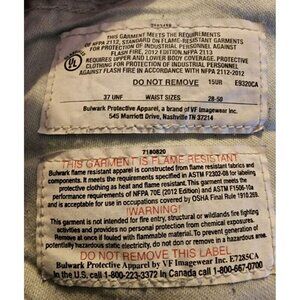 THIS GARMENT MEETS THE REQUIREMENTS
OF NFPA 2112, STANDARD ON FLAME-RESISTANT GARMENTS
FOR PROTECTION OF INDUSTRIAL PERSONNEL AGAINST
FLASH FIRE, 2012 EDITION. NFPA 2113
REQUIRES UPPER AND LOWER BODY COVERAGE. PROTECTIVE
CLOTHING FOR PROTECTION OF INDUSTRIAL PERSONNEL
AGAINST FLASH FIRE IN ACCORDANCE WITH NFPA 2112-2012
UL
DO NOT REMOVE 15UR E9320CA
37 UNF WAIST SIZES 28-50
Bulwark Protective Apparel, a brand of VF Imagewear Inc.
545 Marriott Drive, Nashville TN 37214
7180820
THIS GARMENT IS FLAME RESISTANT
Bulwark flame resistant apparel is constructed from flame resistant fabrics and
components. It meets the requirements specified in ASTM F2302-08 for labeling
protective clothing as heat and flame resistant. This garment meets the
performance requirements of NFPA 70E (2012 Edition) and ASTM F1506-10a
and is acceptable for use in occupations covered by OSHA Final Rule 1910.269.
!WARNING!
This garment is not intended for fire entry, structural or wildlands fire fighting
activities and provides no personal protection from chemical exposures.
Remove at once if loaded with flammable material. To prevent generation of
potentially hazardous static electricity, do not don or remove in a hazardous area.
DO NOT REMOVE THIS LABEL
Bulwark Protective Apparel by VF Imagewear Inc. E7285CA
In the U.S. call 1-800-223-3372 In Canada call 1-800-667-0700